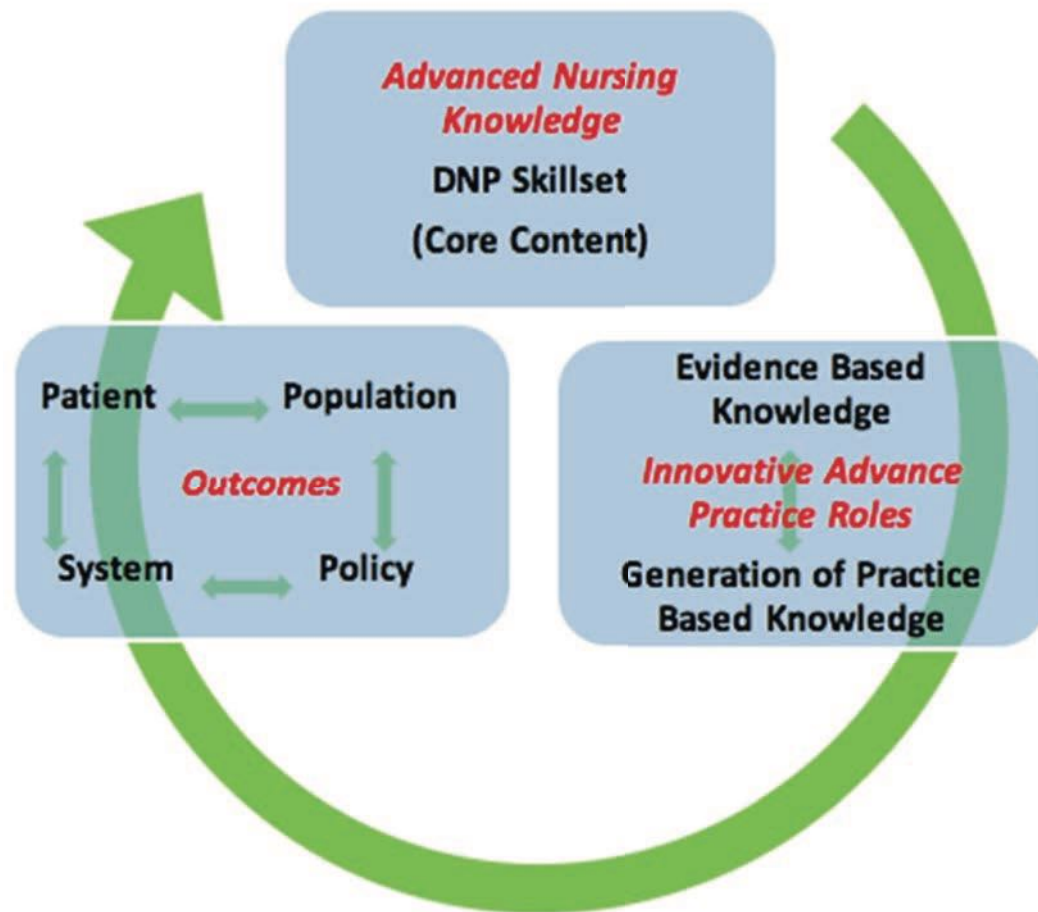 Advanced Nursing
Knowledge
DNP Skillset
(Core Content)
Patient
Population
Outcomes
System
Policy
Evidence Based
Knowledge
Innovative Advance
Practice Roles
Generation of Practice
Based Knowledge